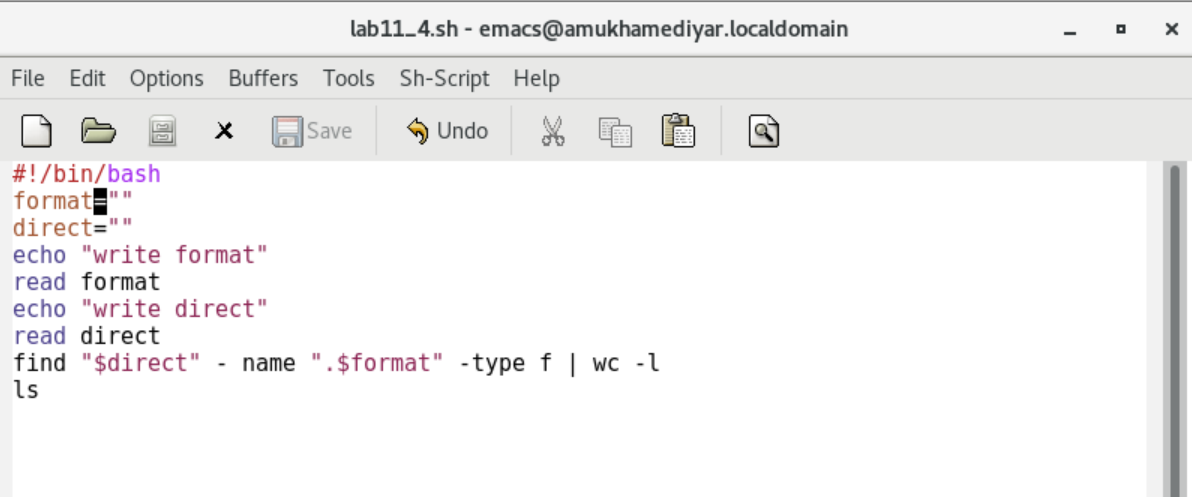 lab11_4.sh - emacs@amukhamediyar.localdomain
File Edit Options Buffers Tools Sh-Script Help
Save Undo
#!/bin/bash
format=""
direct=""
echo "write format"
read format
echo "write direct"
read direct
find "$direct" - name ".$format" -type f | wc -l
ls